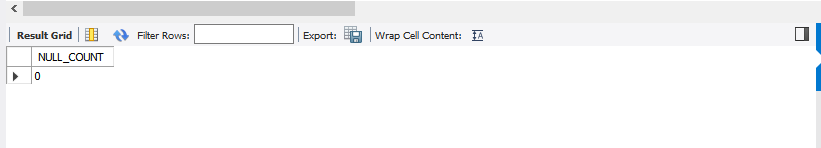 Result Grid Filter Rows: Export: Wrap Cell Content:
NULL_COUNT
0